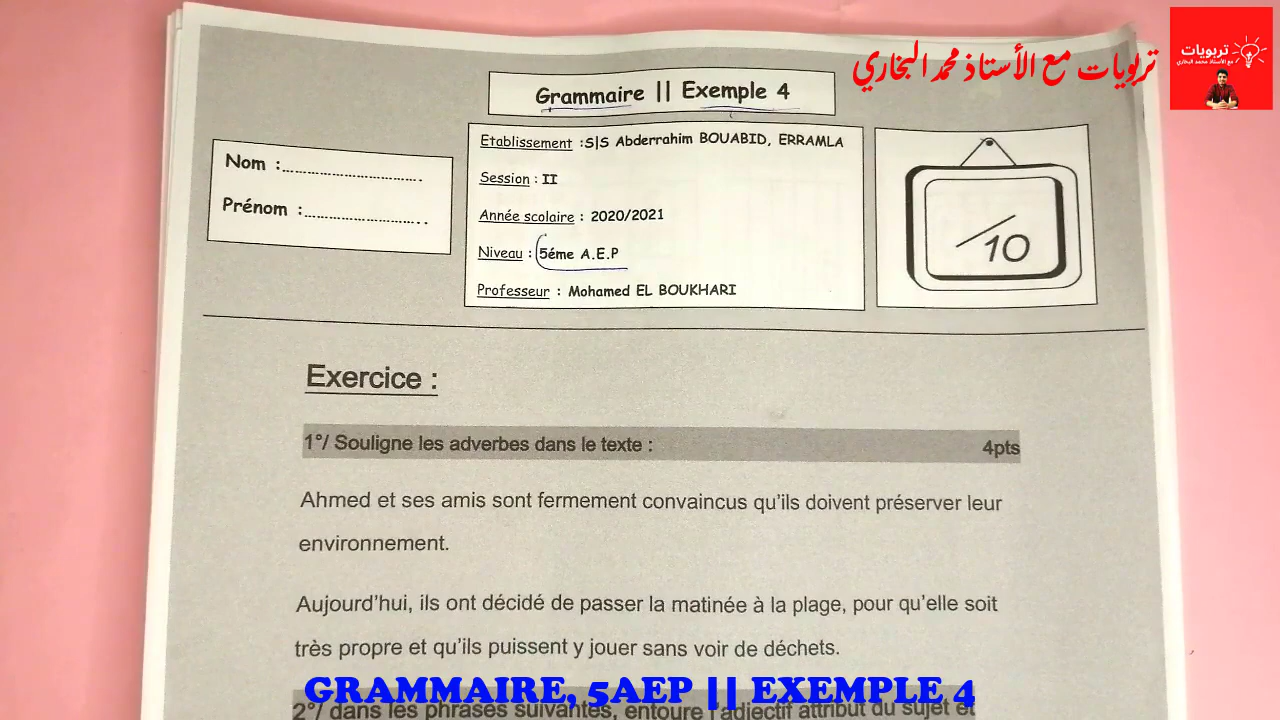 تربويات مع الأستاذ محمد البخاري
تربويات
مع الأستاذ محمد البخاري
Grammaire || Exemple 4
Nom :................................
Prénom :..............................
Etablissement :S|S Abderrahim BOUABID, ERRAMLA
Session : II
Année scolaire : 2020/2021
Niveau : 5éme A.E.P
Professeur : Mohamed EL BOUKHARI
/10
Exercice :
1°/ Souligne les adverbes dans le texte : 4pts
Ahmed et ses amis sont fermement convaincus qu'ils doivent préserver leur
environnement.
Aujourd'hui, ils ont décidé de passer la matinée à la plage, pour qu'elle soit
très propre et qu'ils puissent y jouer sans voir de déchets.
2°/ dans les phrases suivantes, entoure l'adjectif attribut du sujet et
GRAMMAIRE, 5AEP || EXEMPLE 4